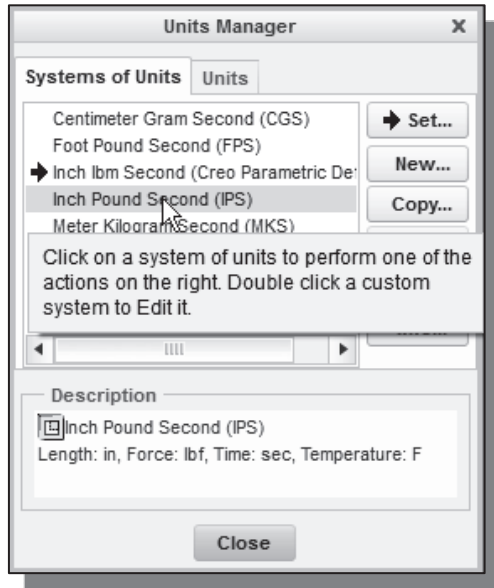 Units Manager
X
Systems of Units
Units
Centimeter Gram Second (CGS)
Foot Pound Second (FPS)
Inch lbm Second (Creo Parametric De
Inch Pound Second (IPS)
Meter Kilogram Second (MKS)
Set...
New...
Copy...
Click on a system of units to perform one of the
actions on the right. Double click a custom
system to Edit it.
Description
Inch Pound Second (IPS)
Length: in, Force: lbf, Time: sec, Temperature: F
Close